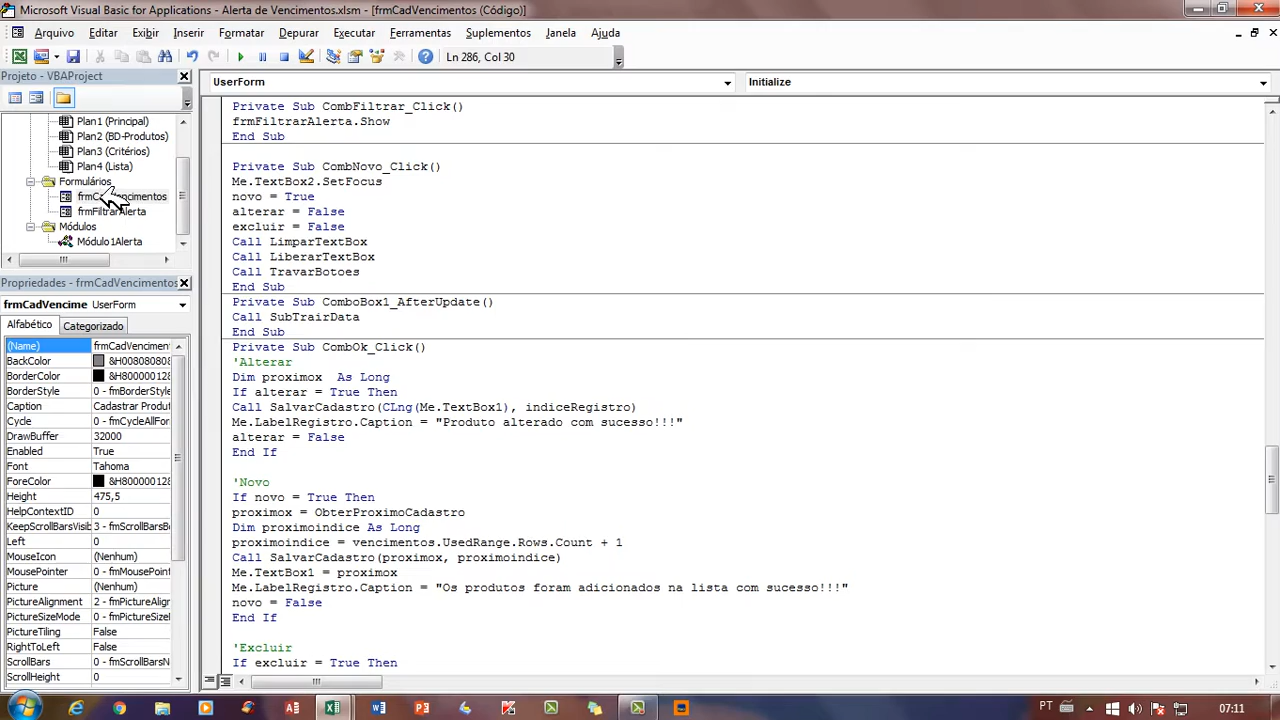 Microsoft Visual Basic for Applications - Alerta de Vencimentos.xlsm - [frmCadVencimentos (Código)]
Arquivo Editar Exibir Inserir Formatar Depurar Executar Ferramentas Suplementos Janela Ajuda
Ln 286, Col 30
Projeto - VBAProject
Plan1 (Principal)
Plan2 (BD-Produtos)
Plan3 (Critérios)
Plan4 (Lista)
Formulários
frmFiltrarAlerta
Módulos
Módulo1Alerta
Propriedades - frmCadVencimentos
frmCadVencime UserForm
Alfabético Categorizado
(Name) frmCadVencimen
BackColor &H00808080
BorderColor &H80000012
BorderStyle 0 - fmBorderStyle
Caption Cadastrar Produt
Cycle 0 - fmCycleAllFor
DrawBuffer 32000
Enabled True
Font Tahoma
ForeColor &H80000012
Height 475,5
HelpContextID 0
KeepScrollBarsVisib 3 - fmScrollBarsB
Left 0
MouseIcon (Nenhum)
MousePointer 0 - fmMousePoint
Picture (Nenhum)
PictureAlignment 2 - fmPictureAlig
PictureSizeMode 0 - fmPictureSize
PictureTiling False
RightToLeft False
ScrollBars 0 - fmScrollBarsN
ScrollHeight 0
UserForm Initialize
Private Sub CombFiltrar_Click()
frmFiltrarAlerta.Show
End Sub
Private Sub CombNovo_Click()
Me.TextBox2.SetFocus
novo = True
alterar = False
excluir = False
Call LimparTextBox
Call LiberarTextBox
Call TravarBotoes
End Sub
Private Sub ComboBox1_AfterUpdate()
Call SubTrairData
End Sub
Private Sub CombOk_Click()
'Alterar
Dim proximox  As Long
If alterar = True Then
Call SalvarCadastro(CLng(Me.TextBox1), indiceRegistro)
Me.LabelRegistro.Caption = "Produto alterado com sucesso!!!"
alterar = False
End If
'Novo
If novo = True Then
proximox = ObterProximoCadastro
Dim proximoindice As Long
proximoindice = vencimentos.UsedRange.Rows.Count + 1
Call SalvarCadastro(proximox, proximoindice)
Me.TextBox1 = proximox
Me.LabelRegistro.Caption = "Os produtos foram adicionados na lista com sucesso!!!"
novo = False
End If
'Excluir
If excluir = True Then
PT 07:11